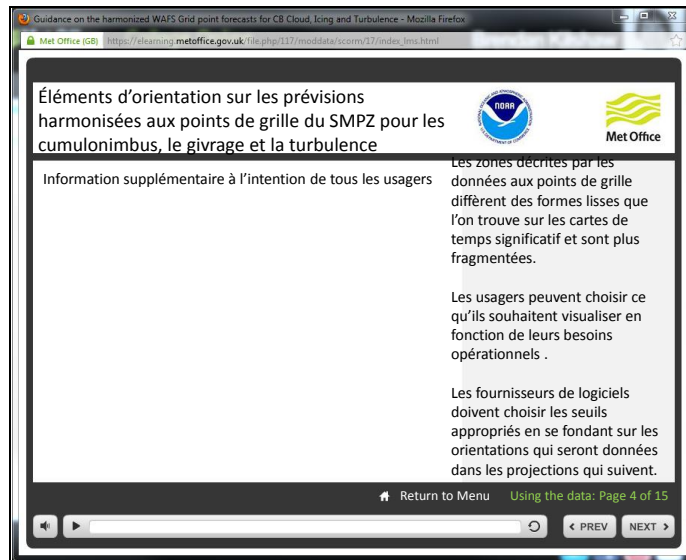 Guidance on the harmonized WAFS Grid point forecasts for CB Cloud, Icing and Turbulence - Mozilla Firefox
Met Office (GB) https://elearning.metoffice.gov.uk/file.php/117/moddata/scorm/17/index_lms.html
Éléments d’orientation sur les prévisions
harmonisées aux points de grille du SMPZ pour les
cumulonimbus, le givrage et la turbulence
NOAA
Met Office
Information supplémentaire à l’intention de tous les usagers
Les zones décrites par les
données aux points de grille
diffèrent des formes lisses que
l’on trouve sur les cartes de
temps significatif et sont plus
fragmentées.
Les usagers peuvent choisir ce
qu’ils souhaitent visualiser en
fonction de leurs besoins
opérationnels .
Les fournisseurs de logiciels
doivent choisir les seuils
appropriés en se fondant sur les
orientations qui seront données
dans les projections qui suivent.
Return to Menu Using the data: Page 4 of 15
PREV NEXT